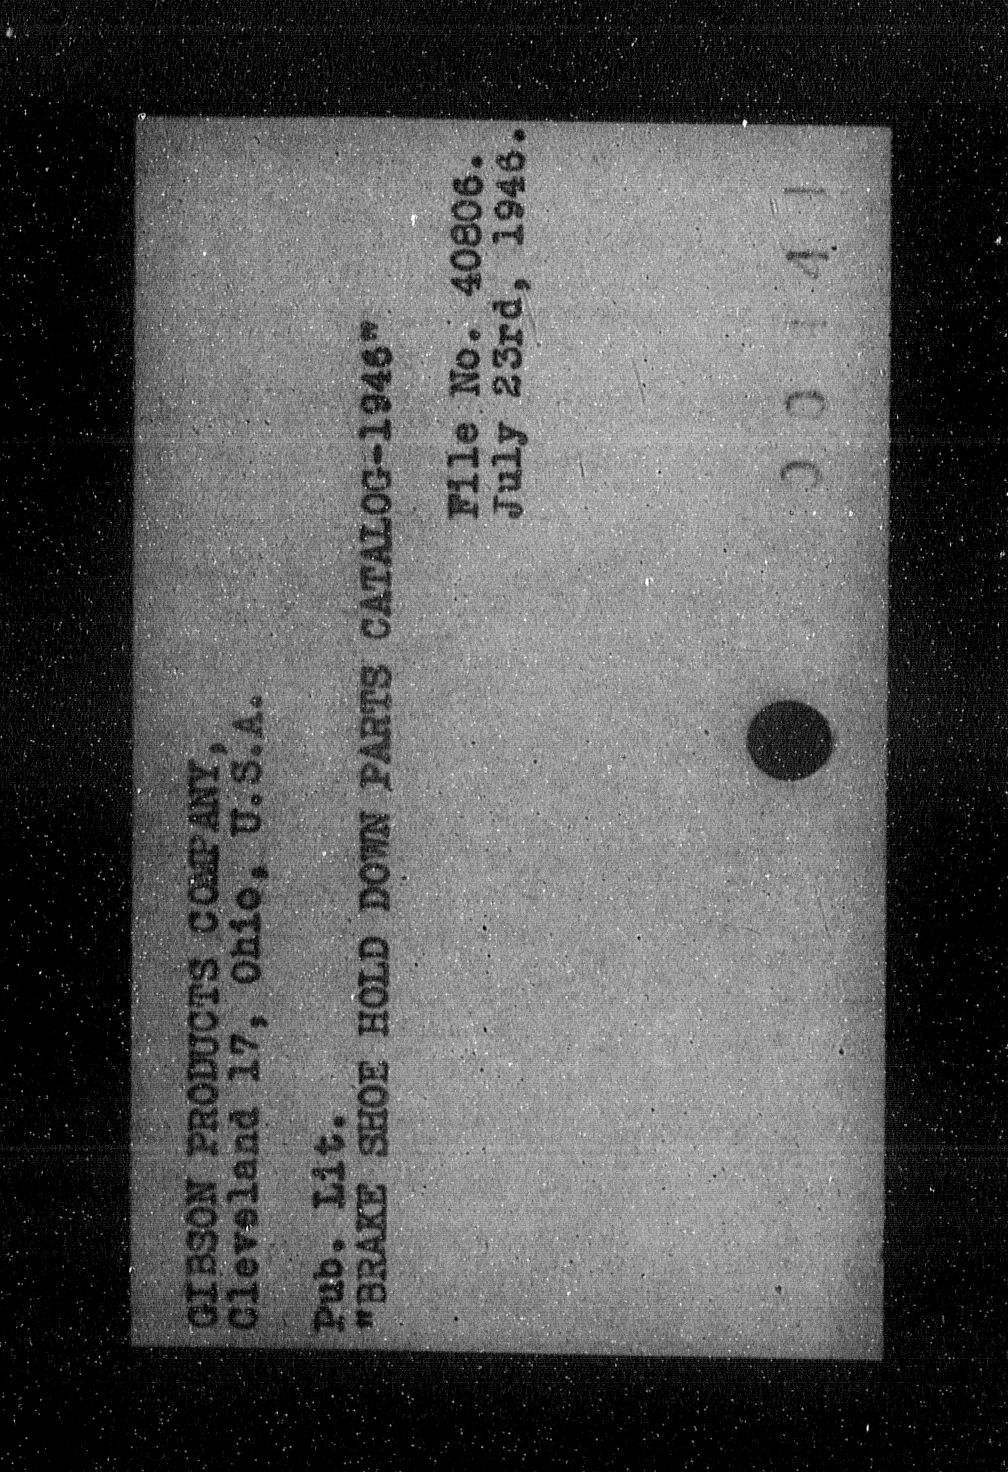 GIBSON PRODUCTS COMPANY,
Cleveland 17, Ohio, U.S.A.
Pub. Lit.
"BRAKE SHOE HOLD DOWN PARTS CATALOG-1946"
File No. 40806.
July 23rd, 1946.